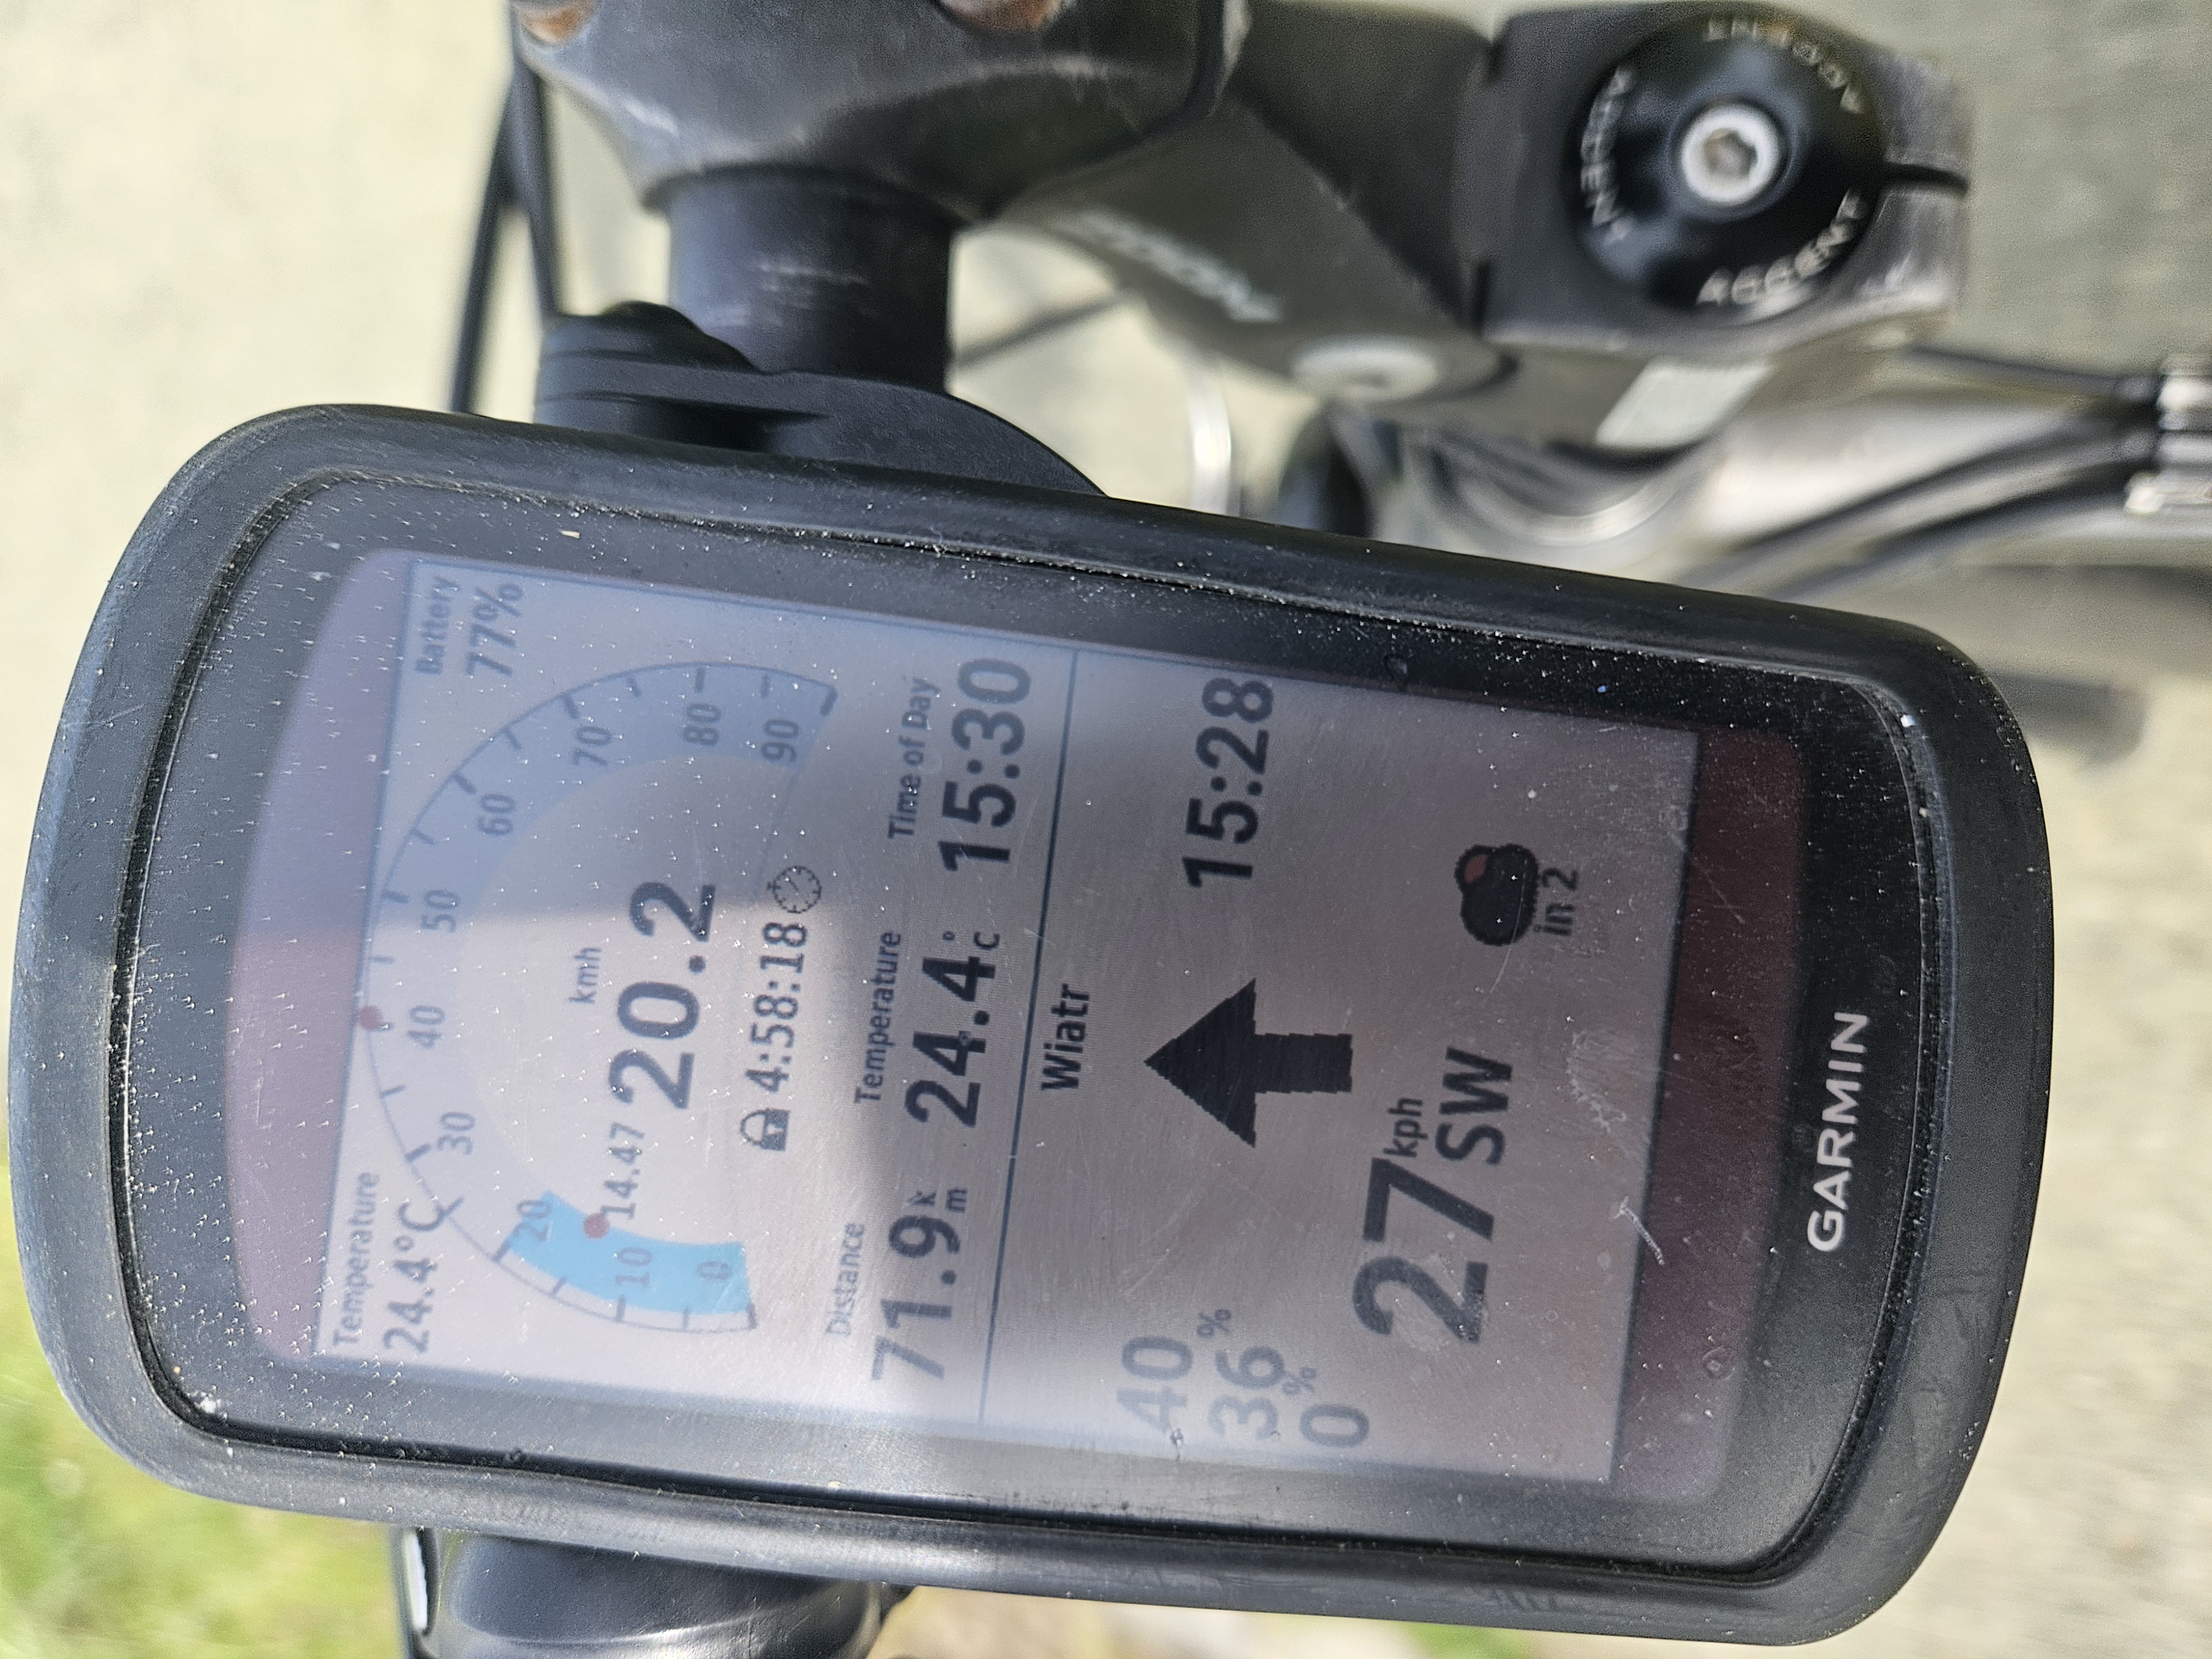 Temperature
24.4°C
Battery
77%
0
10
20
30
40
50
60
70
80
90
kmh
14.47
20.2
4:58:18
Distance
71.9 km
Temperature
24.4°C
Time of Day
15:30
Wiatr
40
%
36
%
0
15:28
27 kph
SW
in 2
GARMIN
ACCENT